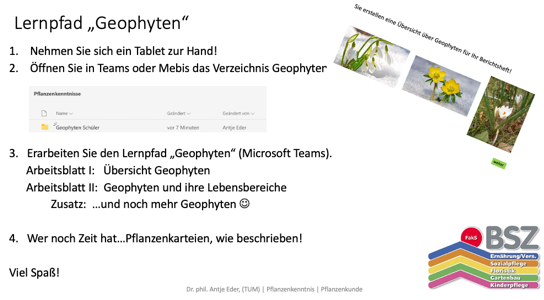 Lernpfad „Geophyten“
Sie erstellen eine Übersicht über Geophyten für Ihr Berichtsheft!
1. Nehmen Sie sich ein Tablet zur Hand!
2. Öffnen Sie in Teams oder Mebis das Verzeichnis Geophyten
Pflanzenkenntnisse
Name Geändert Geändert von
Geophyten Schüler vor 7 Minuten Antje Eder
3. Erarbeiten Sie den Lernpfad „Geophyten“ (Microsoft Teams).
Arbeitsblatt I: Übersicht Geophyten
Arbeitsblatt II: Geophyten und ihre Lebensbereiche
Zusatz: …und noch mehr Geophyten ☺
4. Wer noch Zeit hat…Pflanzenkarteien, wie beschrieben!
Viel Spaß!
FakS
BSZ
Ernährung/Vers.
Sozialpflege
Floristik
Gartenbau
Kinderpflege
Dr. phil. Antje Eder, (TUM) | Pflanzenkenntnis | Pflanzenkunde